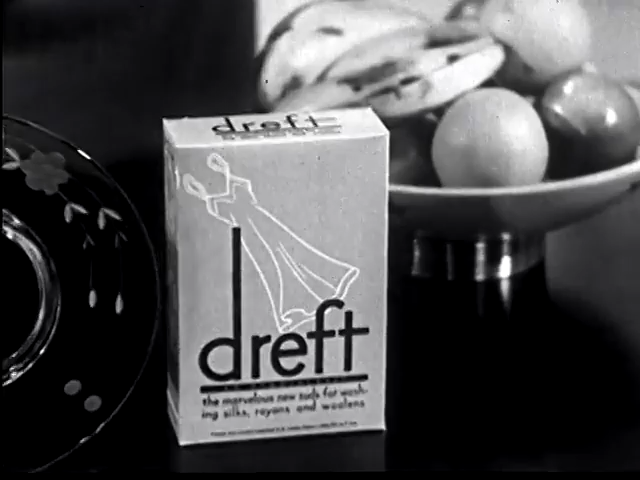 dreft
dreft
the marvelous new suds for wash-
ing silks, rayons and woolens